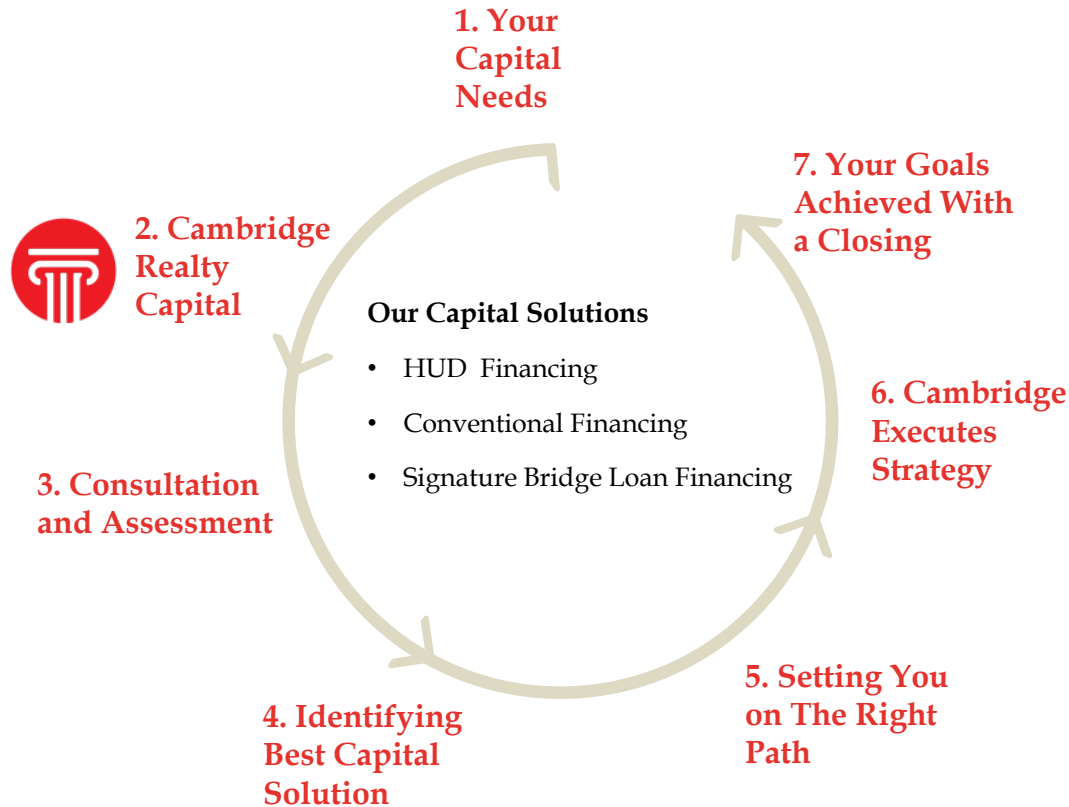 1. Your
Capital
Needs
2. Cambridge
Realty
Capital
3. Consultation
and Assessment
4. Identifying
Best Capital
Solution
5. Setting You
on The Right
Path
6. Cambridge
Executes
Strategy
7. Your Goals
Achieved With
a Closing
Our Capital Solutions
• HUD  Financing
• Conventional Financing
• Signature Bridge Loan Financing